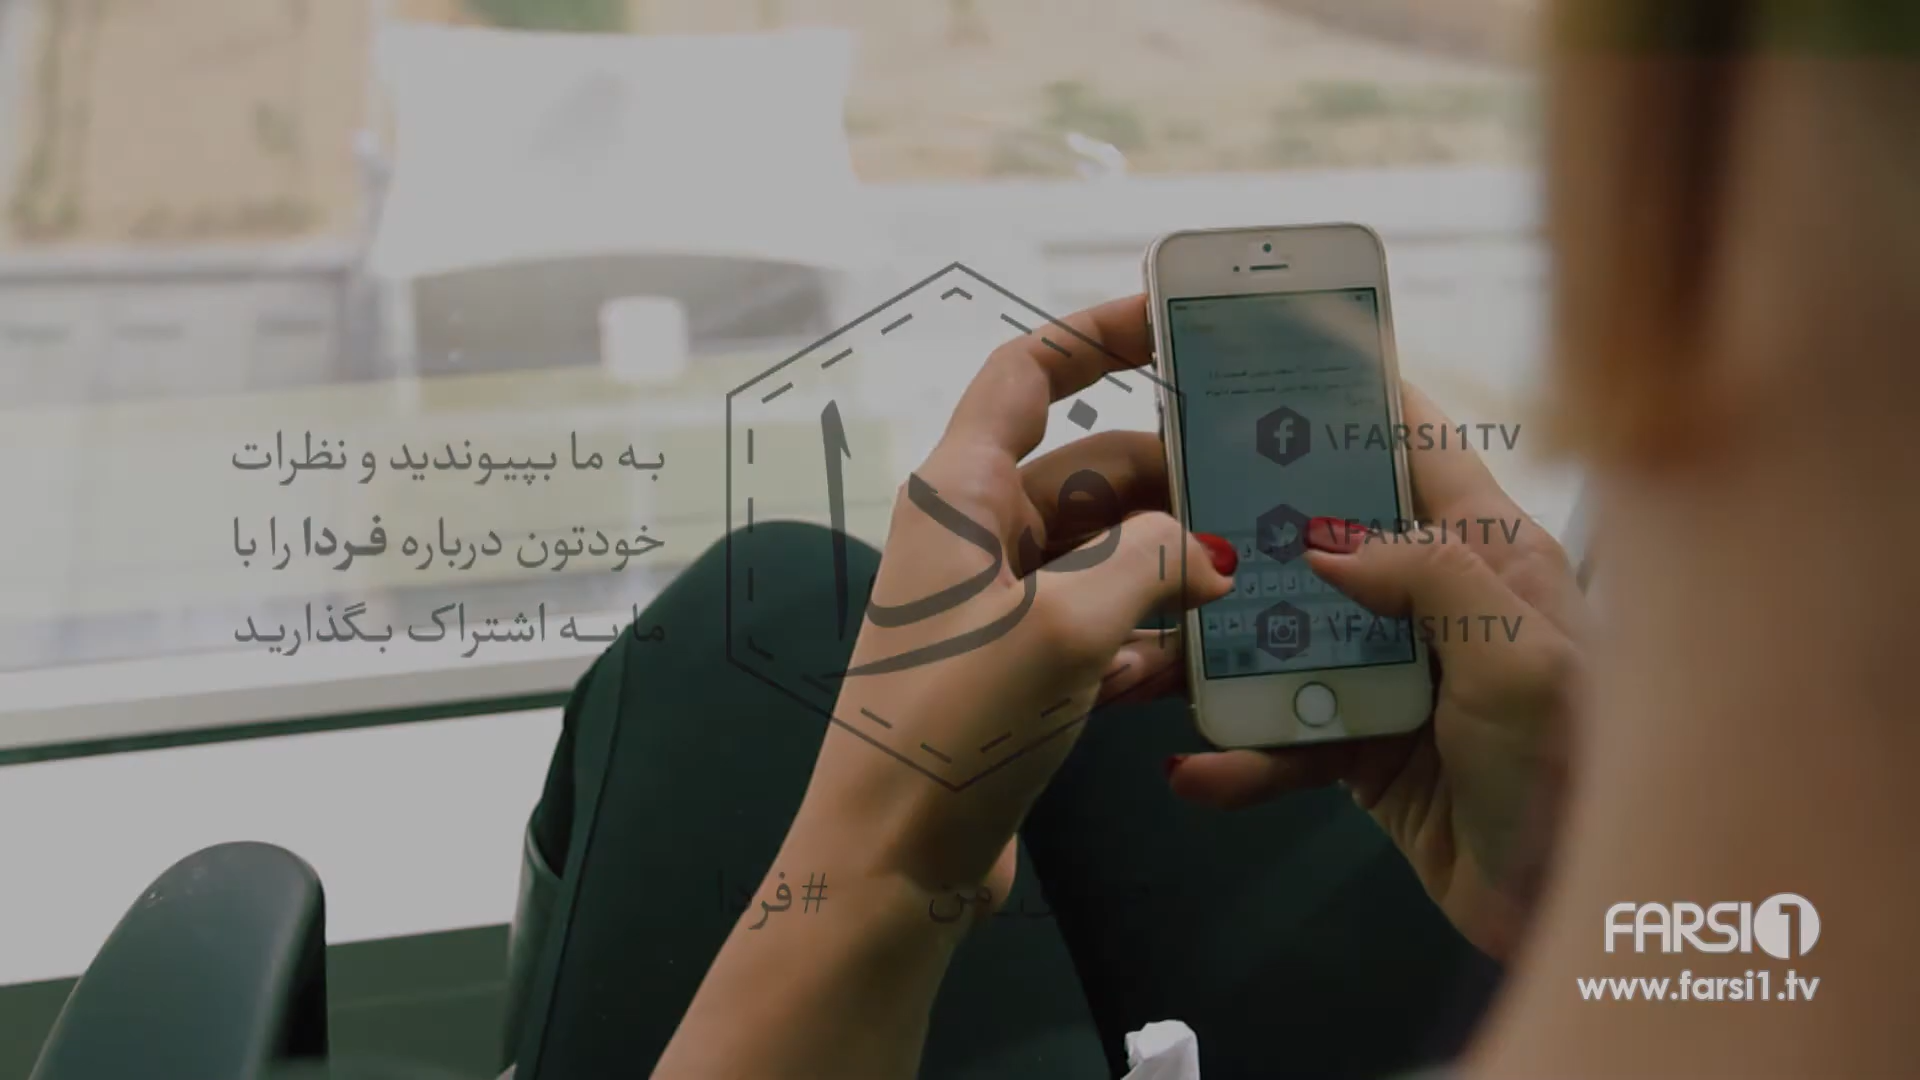 به ما بپیوندید و نظرات
خودتون درباره فردا را با
ما به اشتراک بگذارید
فردا
\FARSI1TV
\FARSI1TV
\FARSI1TV
#فردا
من
FARSI1
www.farsi1.tv